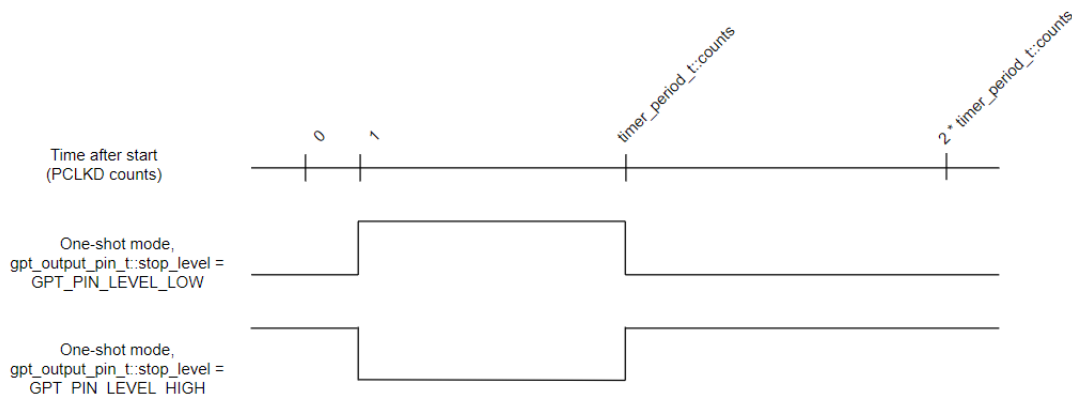 0
1
timer_period_t::counts
2 * timer_period_t::counts
Time after start
(PCLKD counts)
One-shot mode,
gpt_output_pin_t::stop_level =
GPT_PIN_LEVEL_LOW
One-shot mode,
gpt_output_pin_t::stop_level =
GPT_PIN_LEVEL_HIGH